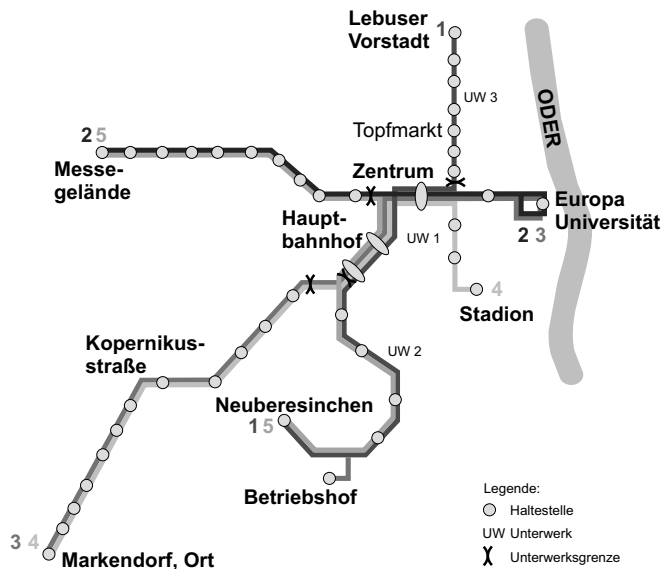 1
Lebuser
Vorstadt
UW 3
ODER
Topfmarkt
2 5
Messe-
gelände
Zentrum
Europa
Universität
2 3
Haupt-
bahnhof
UW 1
4
Stadion
Kopernikus-
straße
UW 2
Neuberesinchen
1 5
Betriebshof
3 4
Markendorf, Ort
Legende:
Haltestelle
UW Unterwerk
Unterwerksgrenze